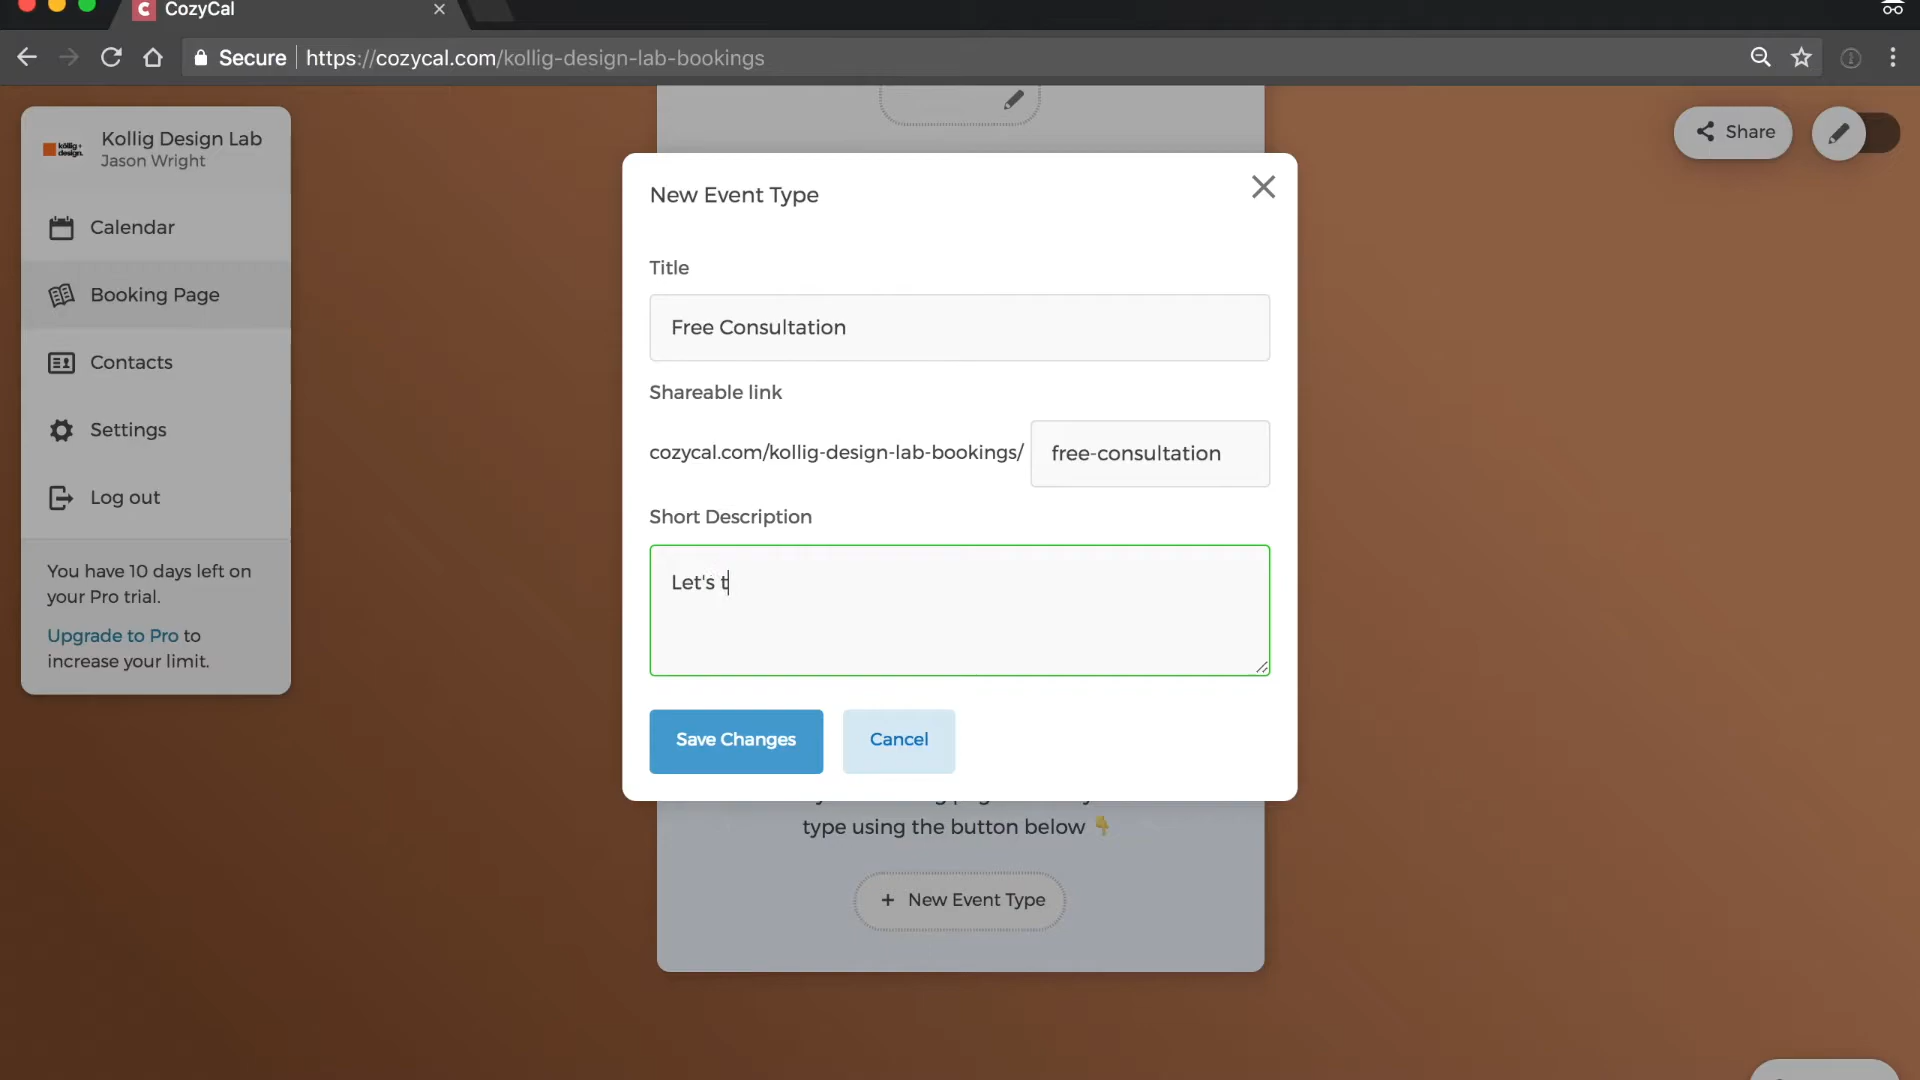 CozyCal
Secure
https://cozycal.com/kollig-design-lab-bookings
Kollig Design Lab
Jason Wright
Calendar
Booking Page
Contacts
Settings
Log out
You have 10 days left on
your Pro trial.
Upgrade to Pro to
increase your limit.
Share
New Event Type
Title
Free Consultation
Shareable link
cozycal.com/kollig-design-lab-bookings/
free-consultation
Short Description
Let's t
Save Changes
Cancel
type using the button below 👇
+ New Event Type